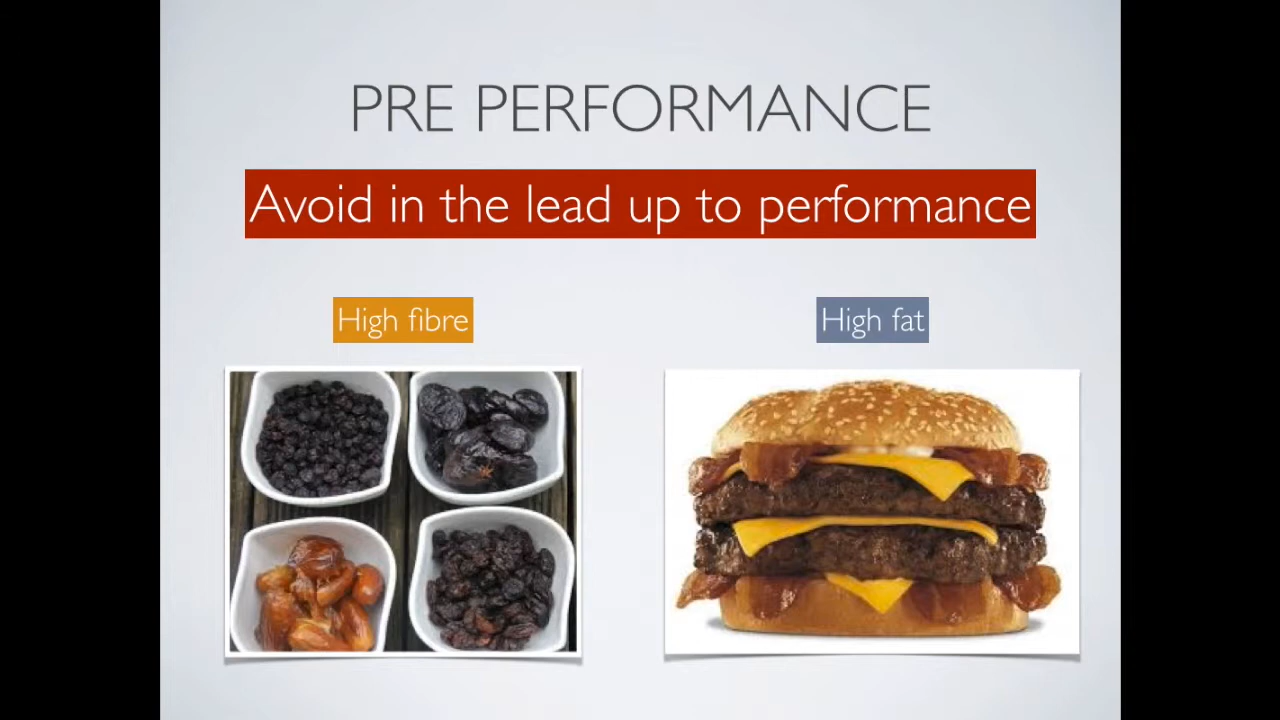 PRE PERFORMANCE
Avoid in the lead up to performance
High fibre
High fat